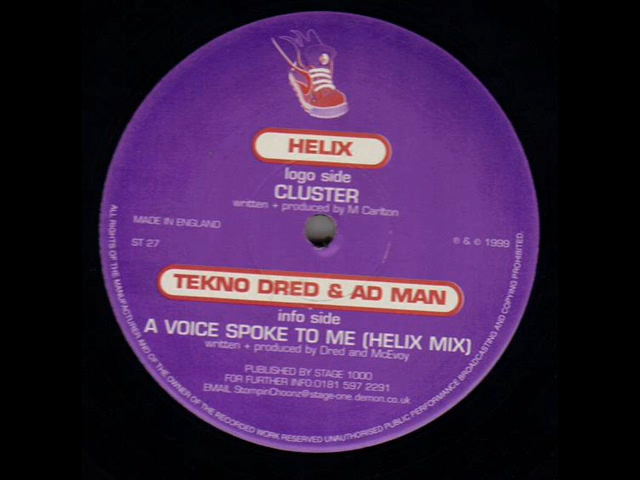 HELIX
logo side
CLUSTER
written + produced by M Carlton
MADE IN ENGLAND
ST 27
℗ & © 1999
TEKNO DRED & AD MAN
info side
A VOICE SPOKE TO ME (HELIX MIX)
written + produced by Dred and McEvoy
PUBLISHED BY STAGE 1000
FOR FURTHER INFO:0181 597 2291
EMAIL StompinChoonz@stage-one.demon.co.uk
ALL RIGHTS OF THE MANUFACTURER AND OF THE OWNER OF THE RECORDED WORK RESERVED UNAUTHORISED PUBLIC PERFORMANCE BROADCASTING AND COPYING PROHIBITED.